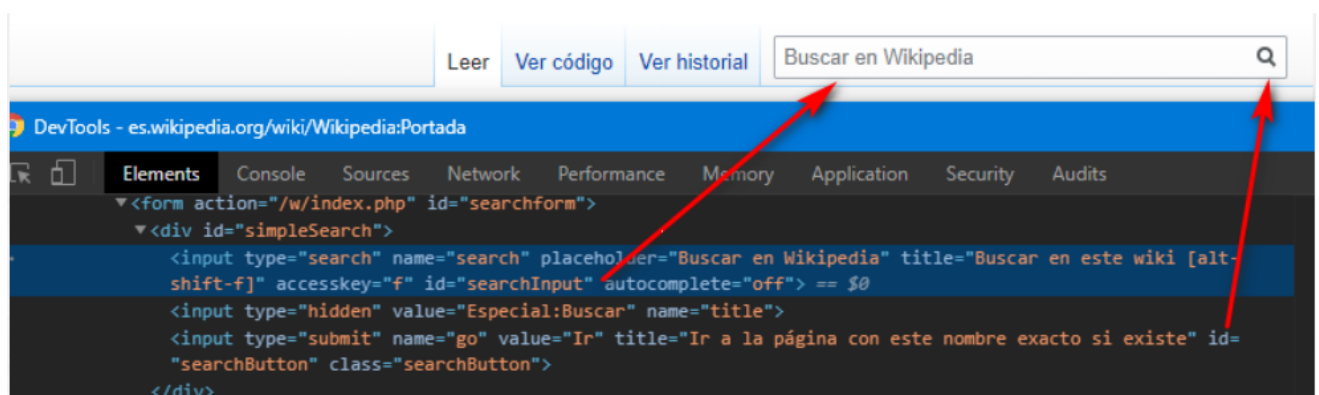 Leer Ver código Ver historial Buscar en Wikipedia
DevTools - es.wikipedia.org/wiki/Wikipedia:Portada
Elements Console Sources Network Performance Memory Application Security Audits
▼<form action="/w/index.php" id="searchform">
▼<div id="simpleSearch">
<input type="search" name="search" placeholder="Buscar en Wikipedia" title="Buscar en este wiki [alt-
shift-f]" accesskey="f" id="searchInput" autocomplete="off"> == $0
<input type="hidden" value="Especial:Buscar" name="title">
<input type="submit" name="go" value="Ir" title="Ir a la página con este nombre exacto si existe" id=
"searchButton" class="searchButton">
</div>